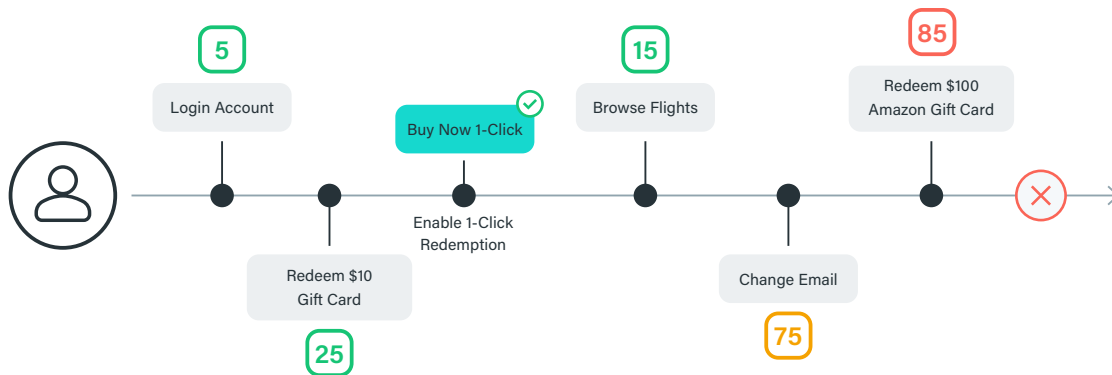 5
Login Account
Redeem $10
Gift Card
25
Buy Now 1-Click
Enable 1-Click
Redemption
15
Browse Flights
Change Email
75
85
Redeem $100
Amazon Gift Card